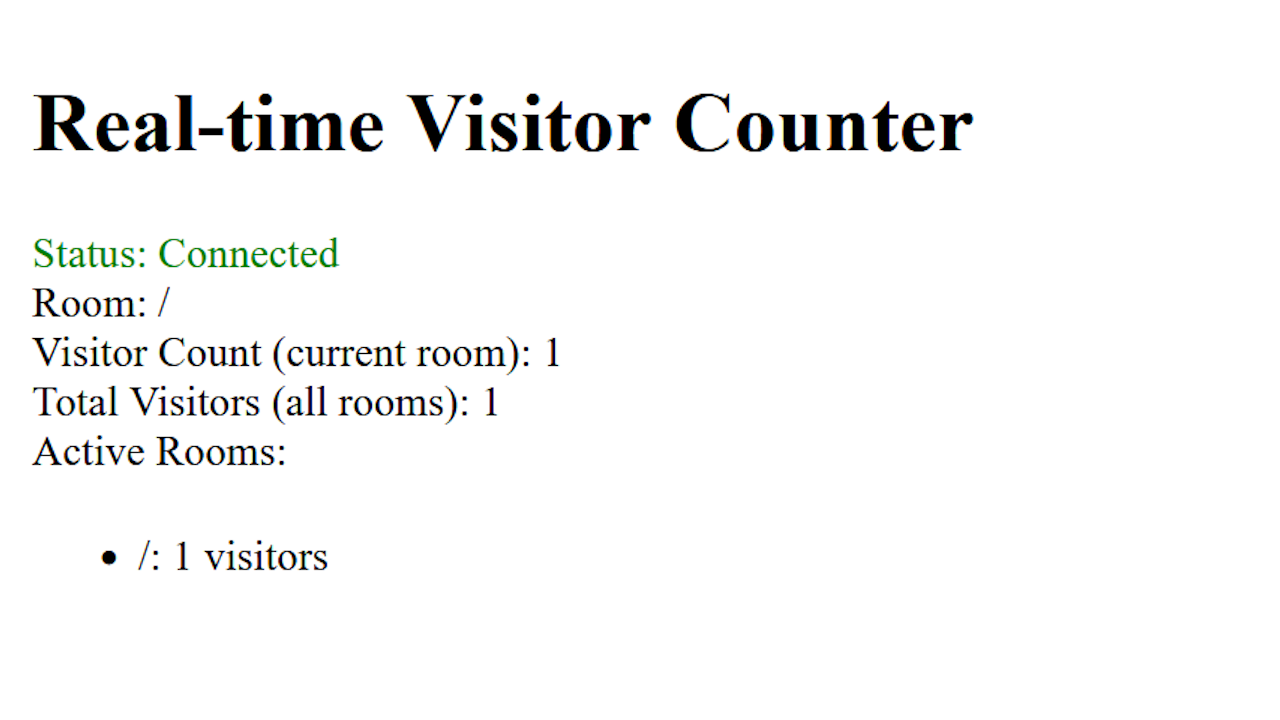 Real-time Visitor Counter
Status: Connected
Room: /
Visitor Count (current room): 1
Total Visitors (all rooms): 1
Active Rooms:
• /: 1 visitors